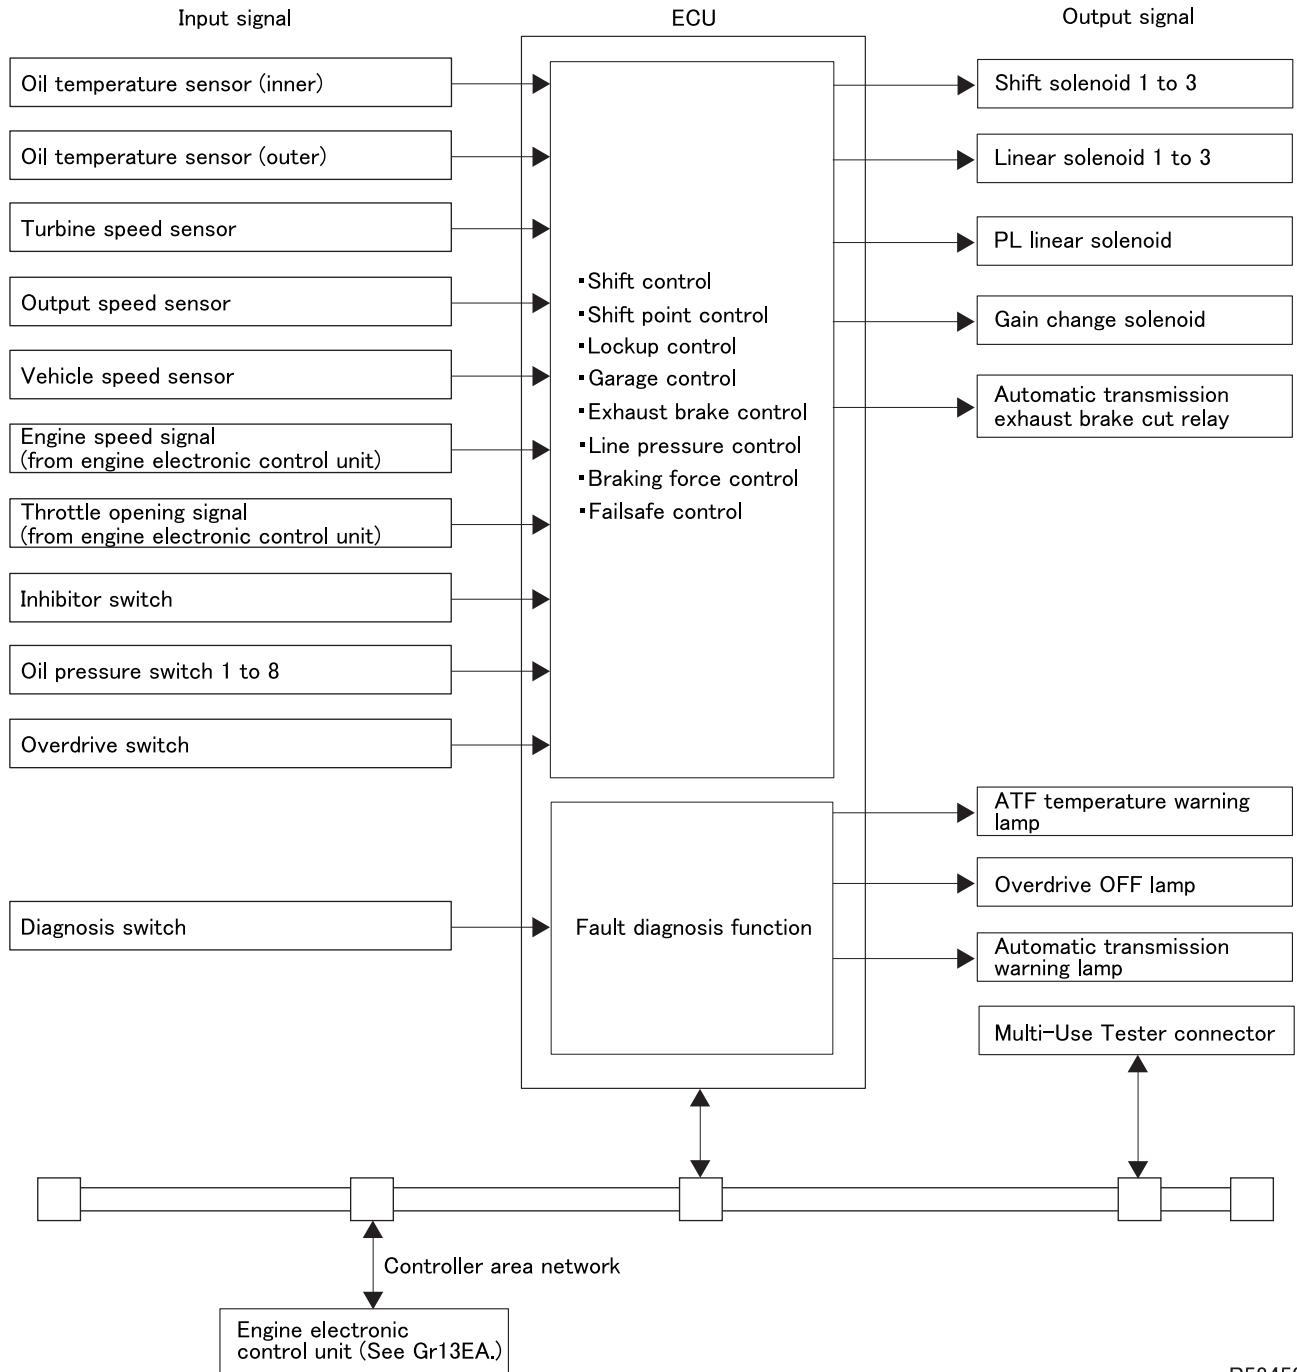 Input signal
ECU
Output signal
Oil temperature sensor (inner)
Oil temperature sensor (outer)
Turbine speed sensor
Output speed sensor
Vehicle speed sensor
Engine speed signal
(from engine electronic control unit)
Throttle opening signal
(from engine electronic control unit)
Inhibitor switch
Oil pressure switch 1 to 8
Overdrive switch
Diagnosis switch
･Shift control
･Shift point control
･Lockup control
･Garage control
･Exhaust brake control
･Line pressure control
･Braking force control
･Failsafe control
Fault diagnosis function
Shift solenoid 1 to 3
Linear solenoid 1 to 3
PL linear solenoid
Gain change solenoid
Automatic transmission
exhaust brake cut relay
ATF temperature warning
lamp
Overdrive OFF lamp
Automatic transmission
warning lamp
Multi-Use Tester connector
Controller area network
Engine electronic
control unit (See Gr13EA.)